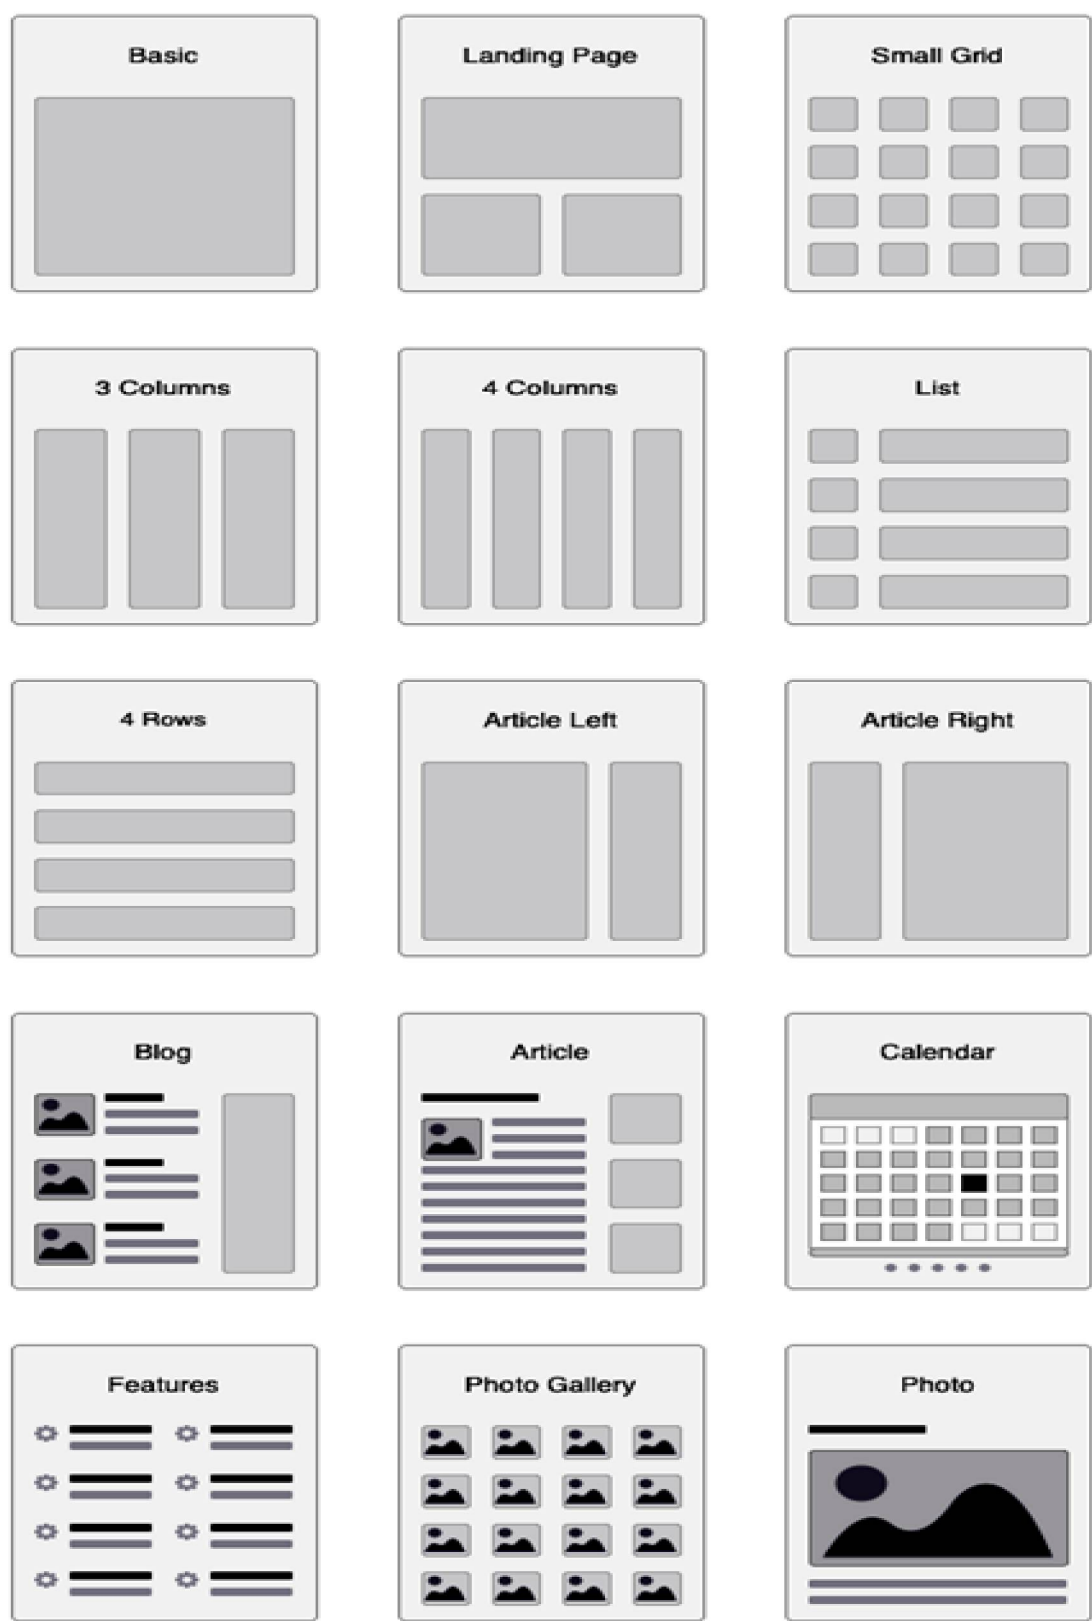 Basic
Landing Page
Small Grid
3 Columns
4 Columns
List
4 Rows
Article Left
Article Right
Blog
Article
Calendar
Features
Photo Gallery
Photo